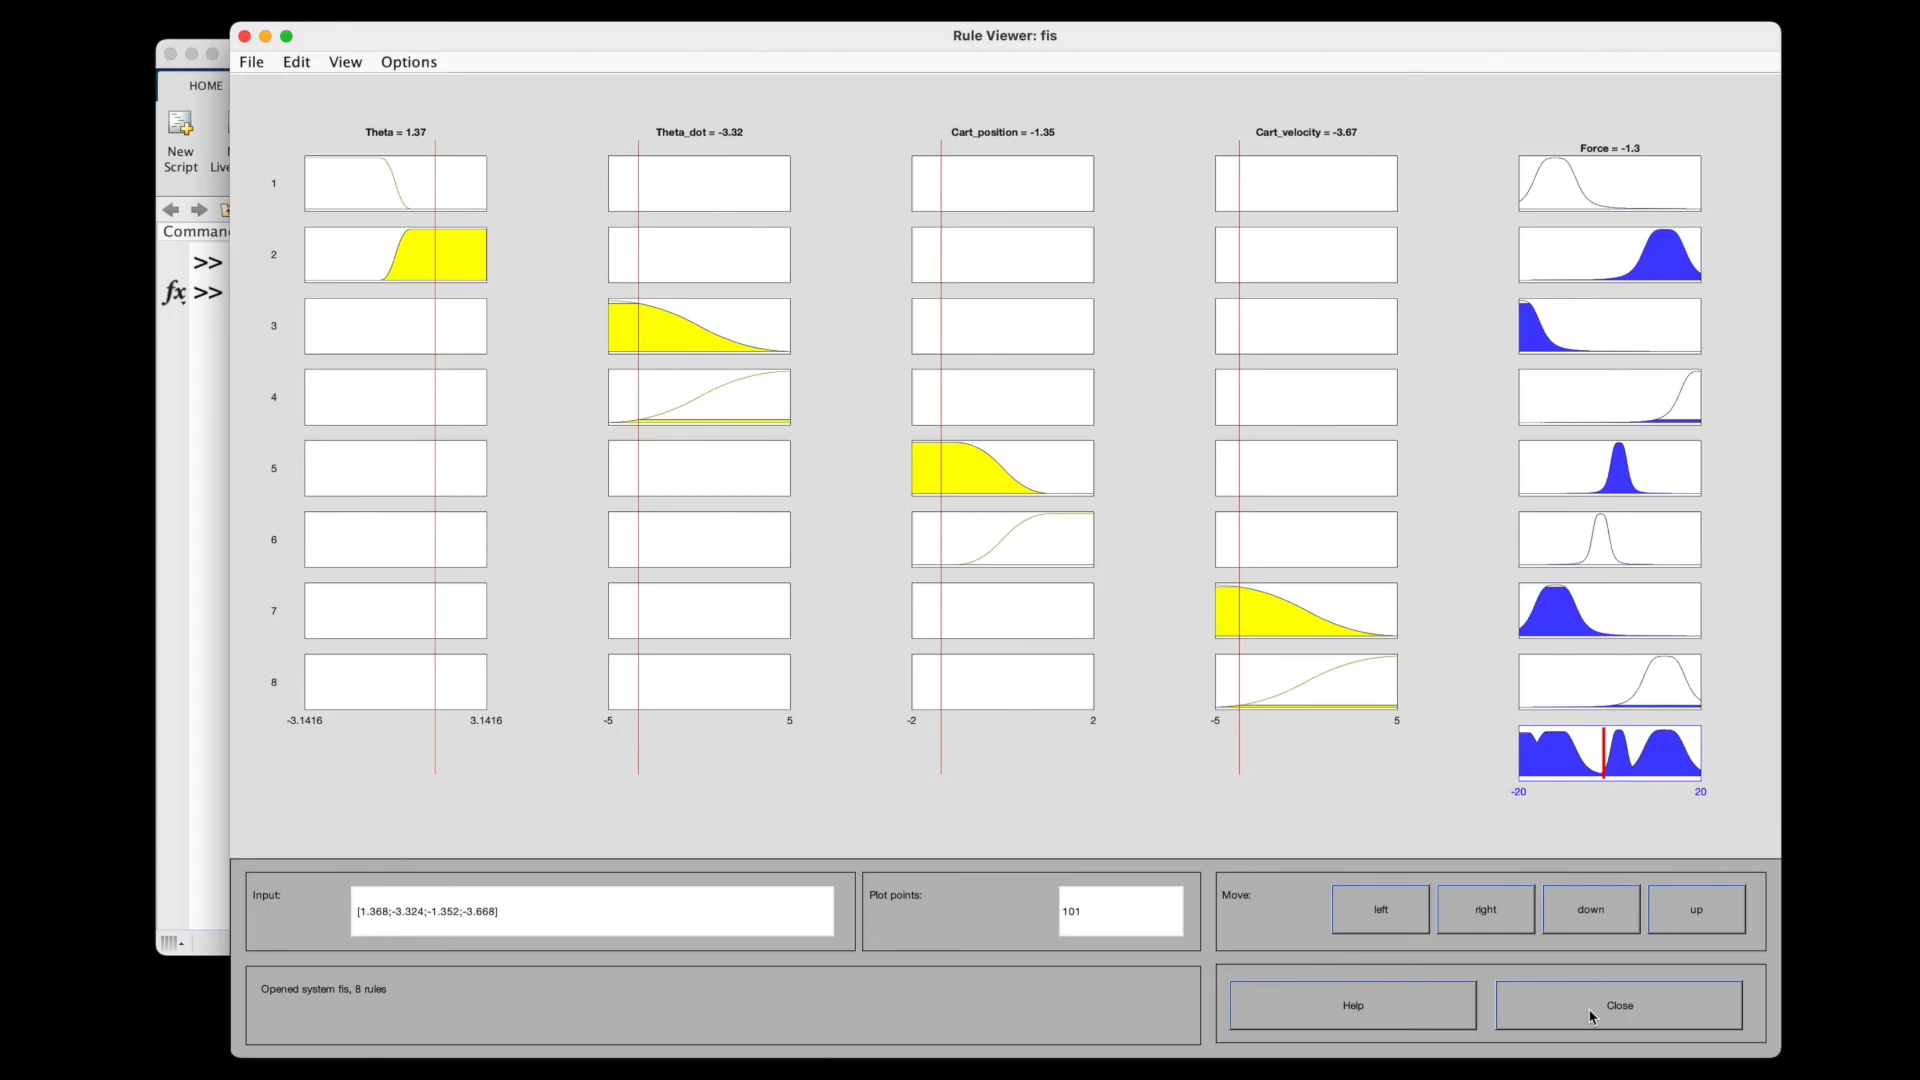 Rule Viewer: fis
File Edit View Options
HOME
New
Script
Live
Comman
>>
fx >>
Theta = 1.37
Theta_dot = -3.32
Cart_position = -1.35
Cart_velocity = -3.67
Force = -1.3
1
2
3
4
5
6
7
8
-3.1416 3.1416
-5 5
-2 2
-5 5
-20 20
Input: [1.368;-3.324;-1.352;-3.668]
Plot points: 101
Move: left right down up
Opened system fis, 8 rules
Help Close